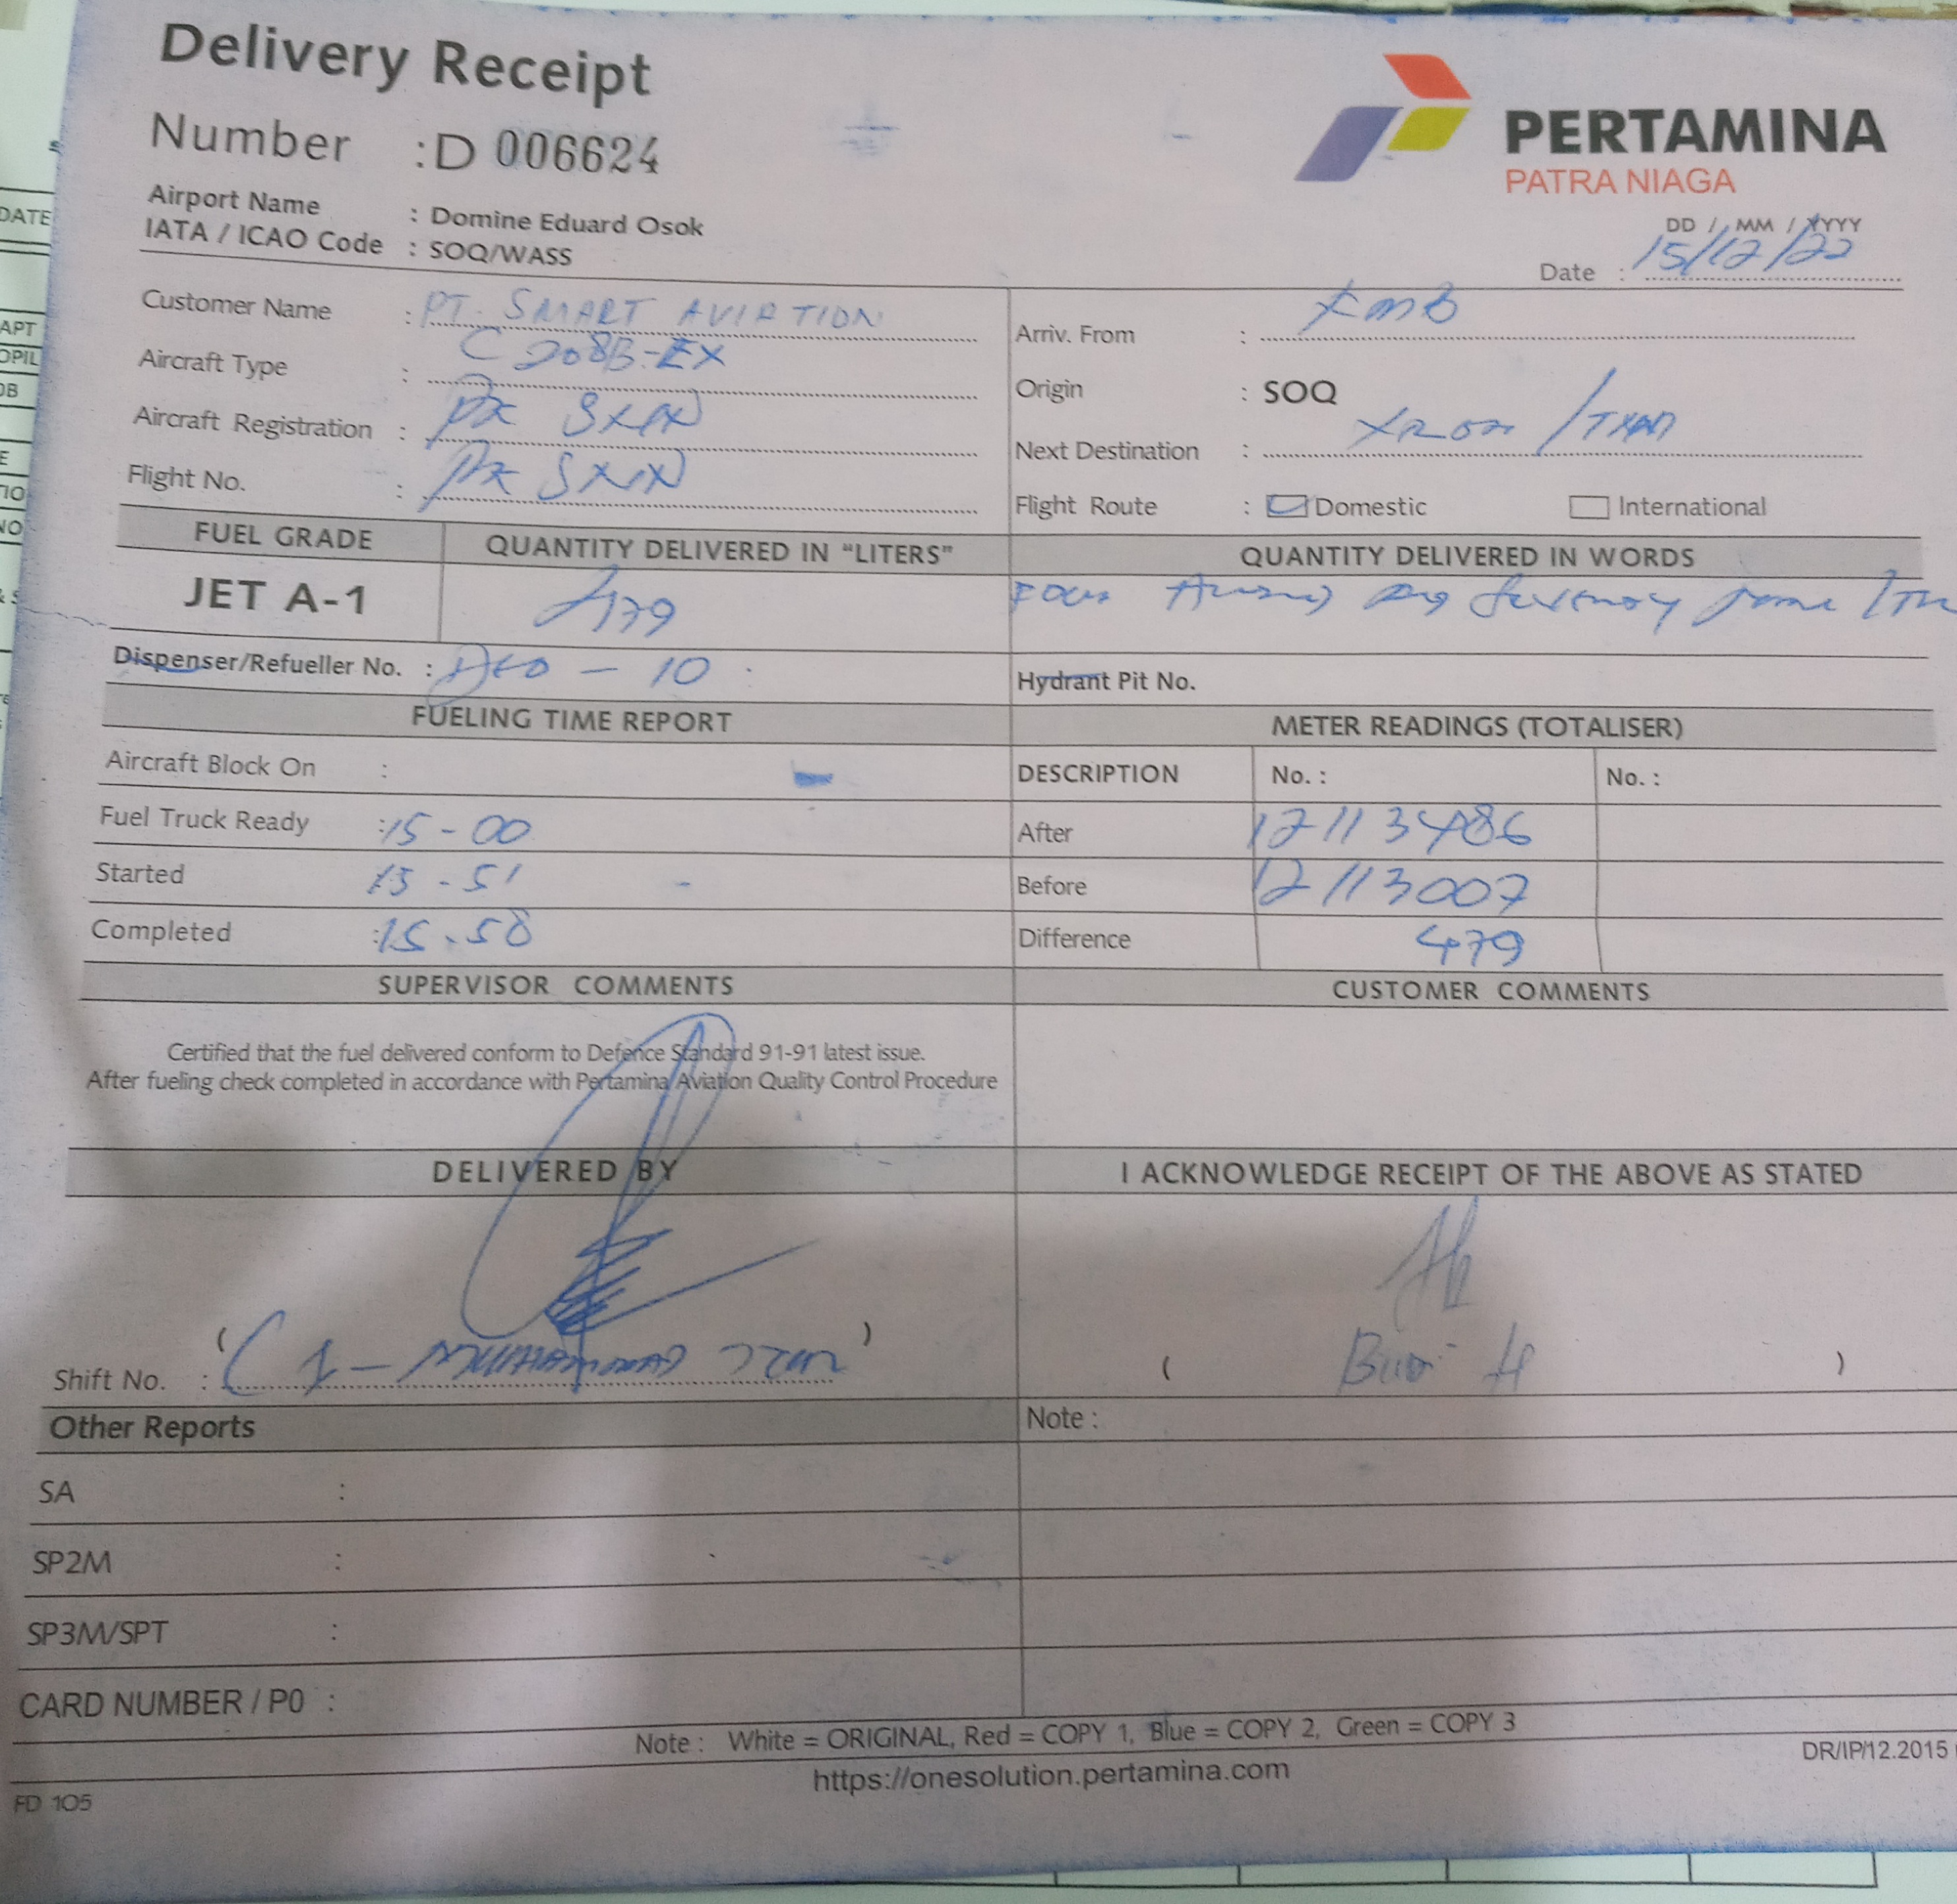 Delivery Receipt
Number : D 006624
PERTAMINA
PATRA NIAGA
Airport Name : Domine Eduard Osok
IATA / ICAO Code : SOQ/WASS
DD / MM / YYYY
Date : 15/12/22
Customer Name : PT. SMART AVIATION
Arriv. From :
Aircraft Type : C 208B-EX
Origin : SOQ
Aircraft Registration : PK
Next Destination :
Flight No. : PK
Flight Route : Domestic International
FUEL GRADE QUANTITY DELIVERED IN "LITERS" QUANTITY DELIVERED IN WORDS
JET A-1 479
Dispenser/Refueller No. : - 10
Hydrant Pit No.
FUELING TIME REPORT METER READINGS (TOTALISER)
Aircraft Block On :
DESCRIPTION No. : No. :
Fuel Truck Ready : 15-00
After 12113486
Started 15-51
Before 12113007
Completed : 15.58
Difference 479
SUPERVISOR COMMENTS CUSTOMER COMMENTS
Certified that the fuel delivered conform to Defence Standard 91-91 latest issue.
After fueling check completed in accordance with Pertamina Aviation Quality Control Procedure
DELIVERED BY I ACKNOWLEDGE RECEIPT OF THE ABOVE AS STATED
Shift No. : ( 1 - MUHAMMAD )
( )
Other Reports Note :
SA :
SP2M :
SP3M/SPT :
CARD NUMBER / P0 :
Note : White = ORIGINAL, Red = COPY 1, Blue = COPY 2, Green = COPY 3
https://onesolution.pertamina.com
DR/IP/12.2015
FD 105
DATE